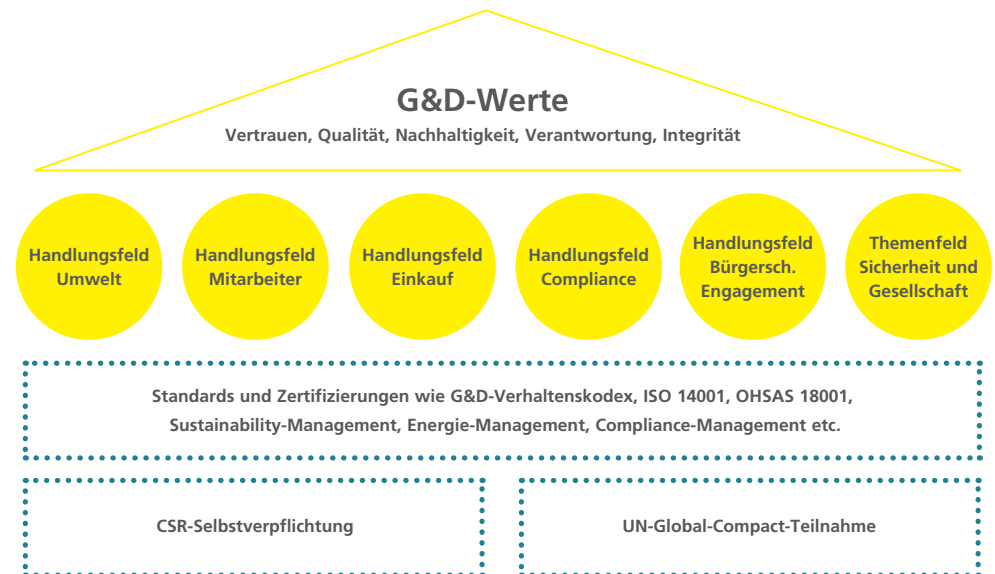 G&D-Werte
Vertrauen, Qualität, Nachhaltigkeit, Verantwortung, Integrität
Handlungsfeld
Umwelt
Handlungsfeld
Mitarbeiter
Handlungsfeld
Einkauf
Handlungsfeld
Compliance
Handlungsfeld
Bürgersch.
Engagement
Themenfeld
Sicherheit und
Gesellschaft
Standards und Zertifizierungen wie G&D-Verhaltenskodex, ISO 14001, OHSAS 18001,
Sustainability-Management, Energie-Management, Compliance-Management etc.
CSR-Selbstverpflichtung
UN-Global-Compact-Teilnahme